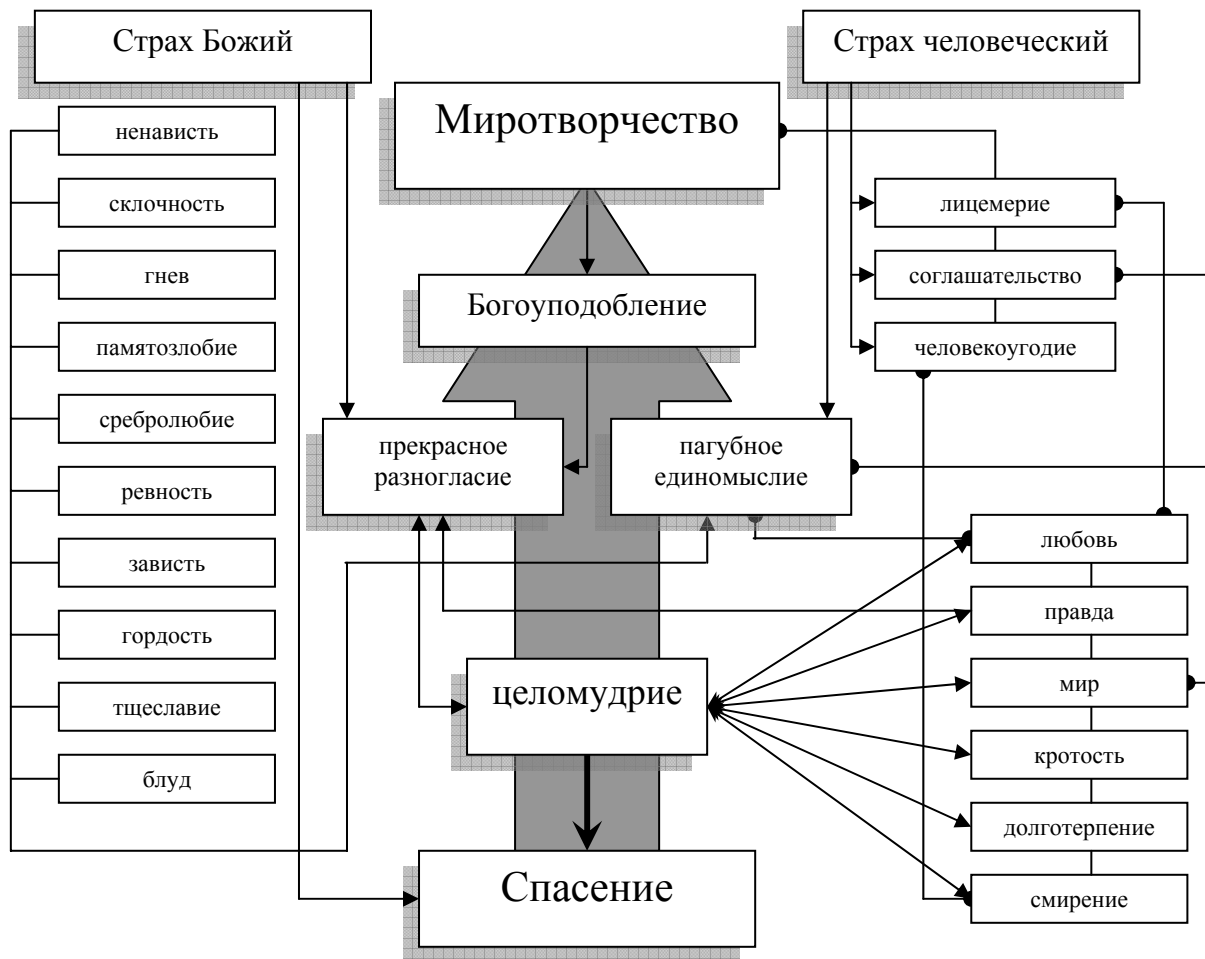 Страх Божий
Страх человеческий
Миротворчество
ненависть
склочность
гнев
памятозлобие
сребролюбие
ревность
зависть
гордость
тщеславие
блуд
Богоуподобление
прекрасное
разногласие
пагубное
единомыслие
целомудрие
Спасение
лицемерие
соглашательство
человекоугодие
любовь
правда
мир
кротость
долготерпение
смирение